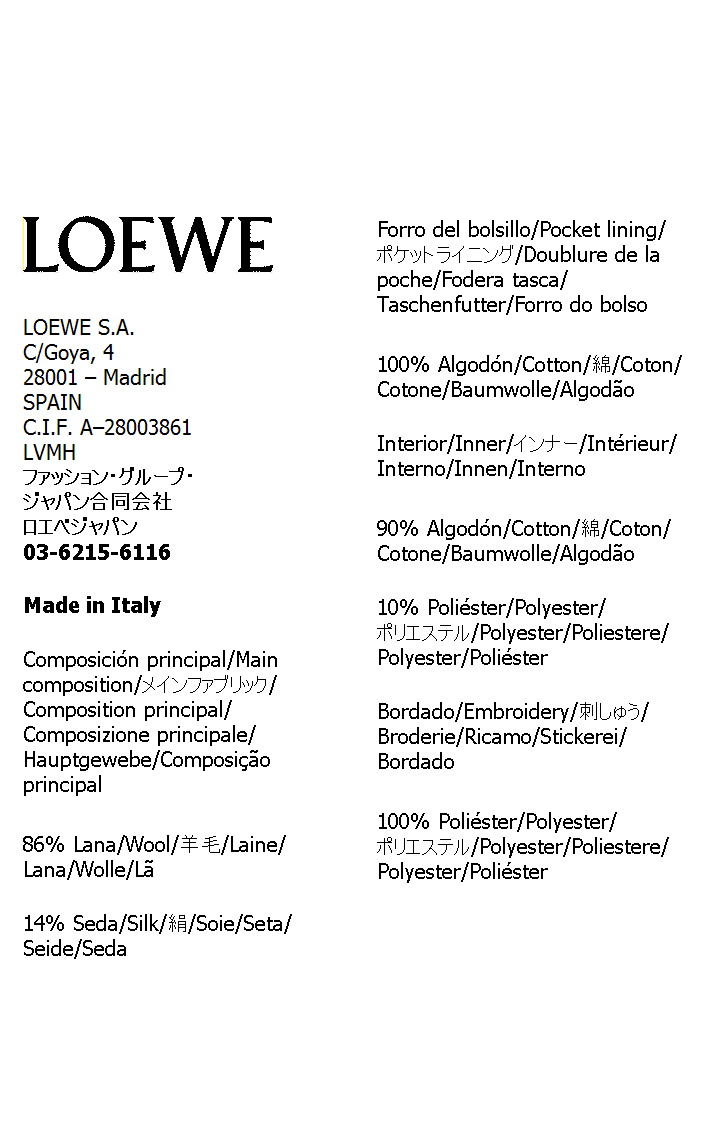 LOEWE
LOEWE S.A.
C/Goya, 4
28001 – Madrid
SPAIN
C.I.F. A–28003861
LVMH
ファッション・グループ・
ジャパン合同会社
ロエベジャパン
03-6215-6116
Made in Italy
Composición principal/Main
composition/メインファブリック/
Composition principal/
Composizione principale/
Hauptgewebe/Composição
principal
86% Lana/Wool/羊毛/Laine/
Lana/Wolle/Lã
14% Seda/Silk/絹/Soie/Seta/
Seide/Seda
Forro del bolsillo/Pocket lining/
ポケットライニング/Doublure de la
poche/Fodera tasca/
Taschenfutter/Forro do bolso
100% Algodón/Cotton/綿/Coton/
Cotone/Baumwolle/Algodão
Interior/Inner/インナー/Intérieur/
Interno/Innen/Interno
90% Algodón/Cotton/綿/Coton/
Cotone/Baumwolle/Algodão
10% Poliéster/Polyester/
ポリエステル/Polyester/Poliestere/
Polyester/Poliéster
Bordado/Embroidery/刺しゅう/
Broderie/Ricamo/Stickerei/
Bordado
100% Poliéster/Polyester/
ポリエステル/Polyester/Poliestere/
Polyester/Poliéster